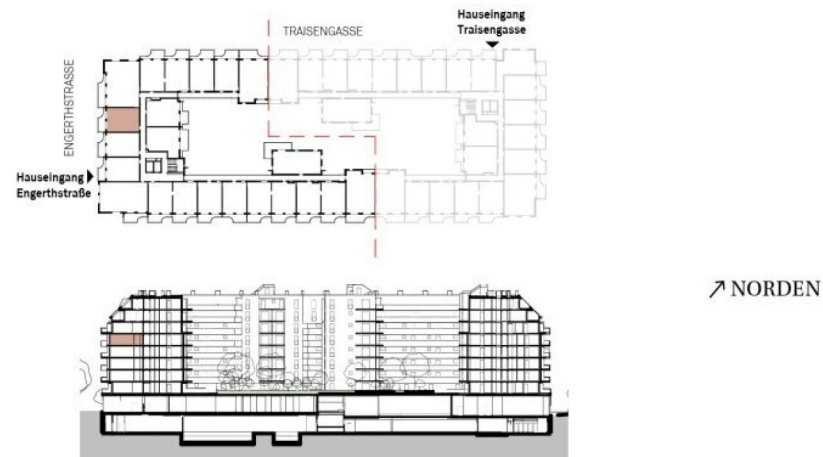 Hauseingang
Traisengasse
TRAISENGASSE
ENGERTHSTRASSE
Hauseingang
Engerthstraße
↗ NORDEN